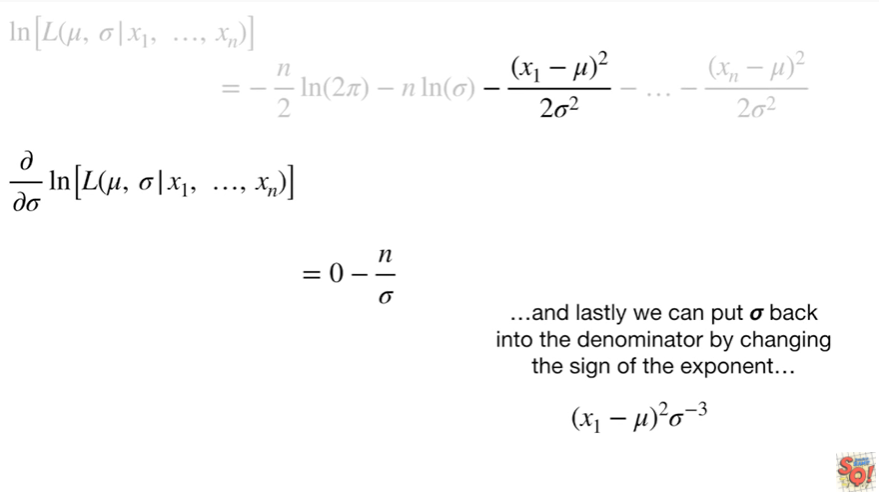 ln[L(μ, σ|x₁, …, xₙ)]
= − n/2 ln(2π) − n ln(σ) − (x₁ − μ)²/2σ² − … − (xₙ − μ)²/2σ²
∂/∂σ ln[L(μ, σ|x₁, …, xₙ)]
= 0 − n/σ
…and lastly we can put σ back
into the denominator by changing
the sign of the exponent…
(x₁ − μ)²σ⁻³
SQ!